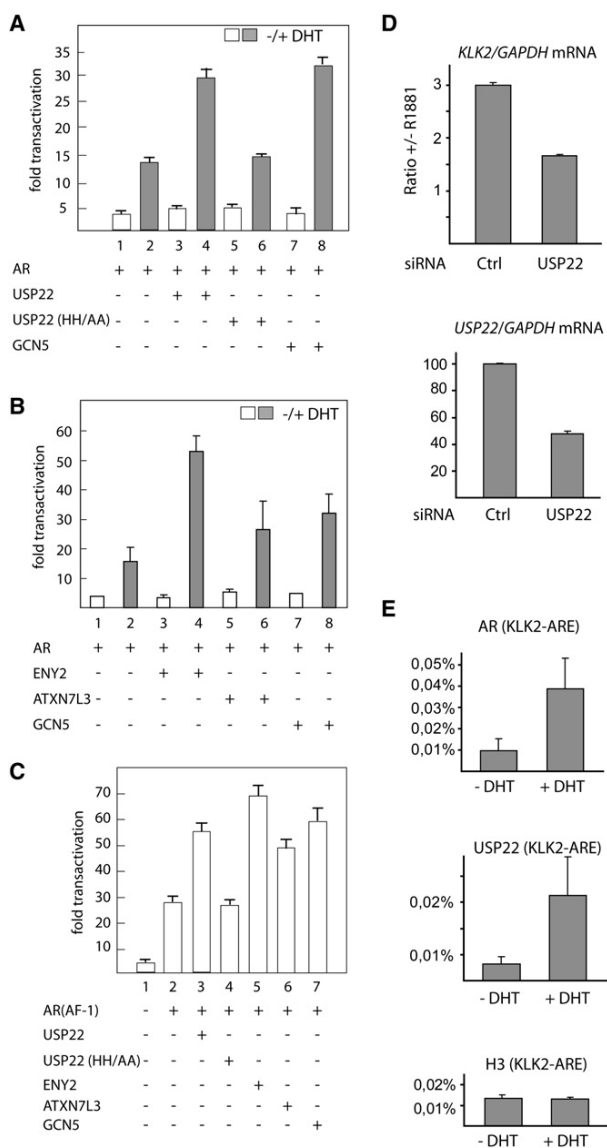 A
-/+ DHT
fold transactivation
35
30
25
20
15
10
5
1 2 3 4 5 6 7 8
AR + + + + + + + +
USP22 - - + + - - - -
USP22 (HH/AA) - - - - + + - -
GCN5 - - - - - - + +
B
-/+ DHT
fold transactivation
60
50
40
30
20
10
1 2 3 4 5 6 7 8
AR + + + + + + + +
ENY2 - - + + - - - -
ATXN7L3 - - - - + + - -
GCN5 - - - - - - + +
C
fold transactivation
70
60
50
40
30
20
10
1 2 3 4 5 6 7
AR(AF-1) - + + + + + +
USP22 - - + - - - -
USP22 (HH/AA) - - - + - - -
ENY2 - - - - + - -
ATXN7L3 - - - - - + -
GCN5 - - - - - - +
D
KLK2/GAPDH mRNA
Ratio +/- R1881
3
2
1
siRNA Ctrl USP22
USP22/GAPDH mRNA
100
80
60
40
20
siRNA Ctrl USP22
E
AR (KLK2-ARE)
0,05%
0,04%
0,02%
0,01%
- DHT + DHT
USP22 (KLK2-ARE)
0,02%
0,01%
- DHT + DHT
H3 (KLK2-ARE)
0,02%
0,01%
- DHT + DHT